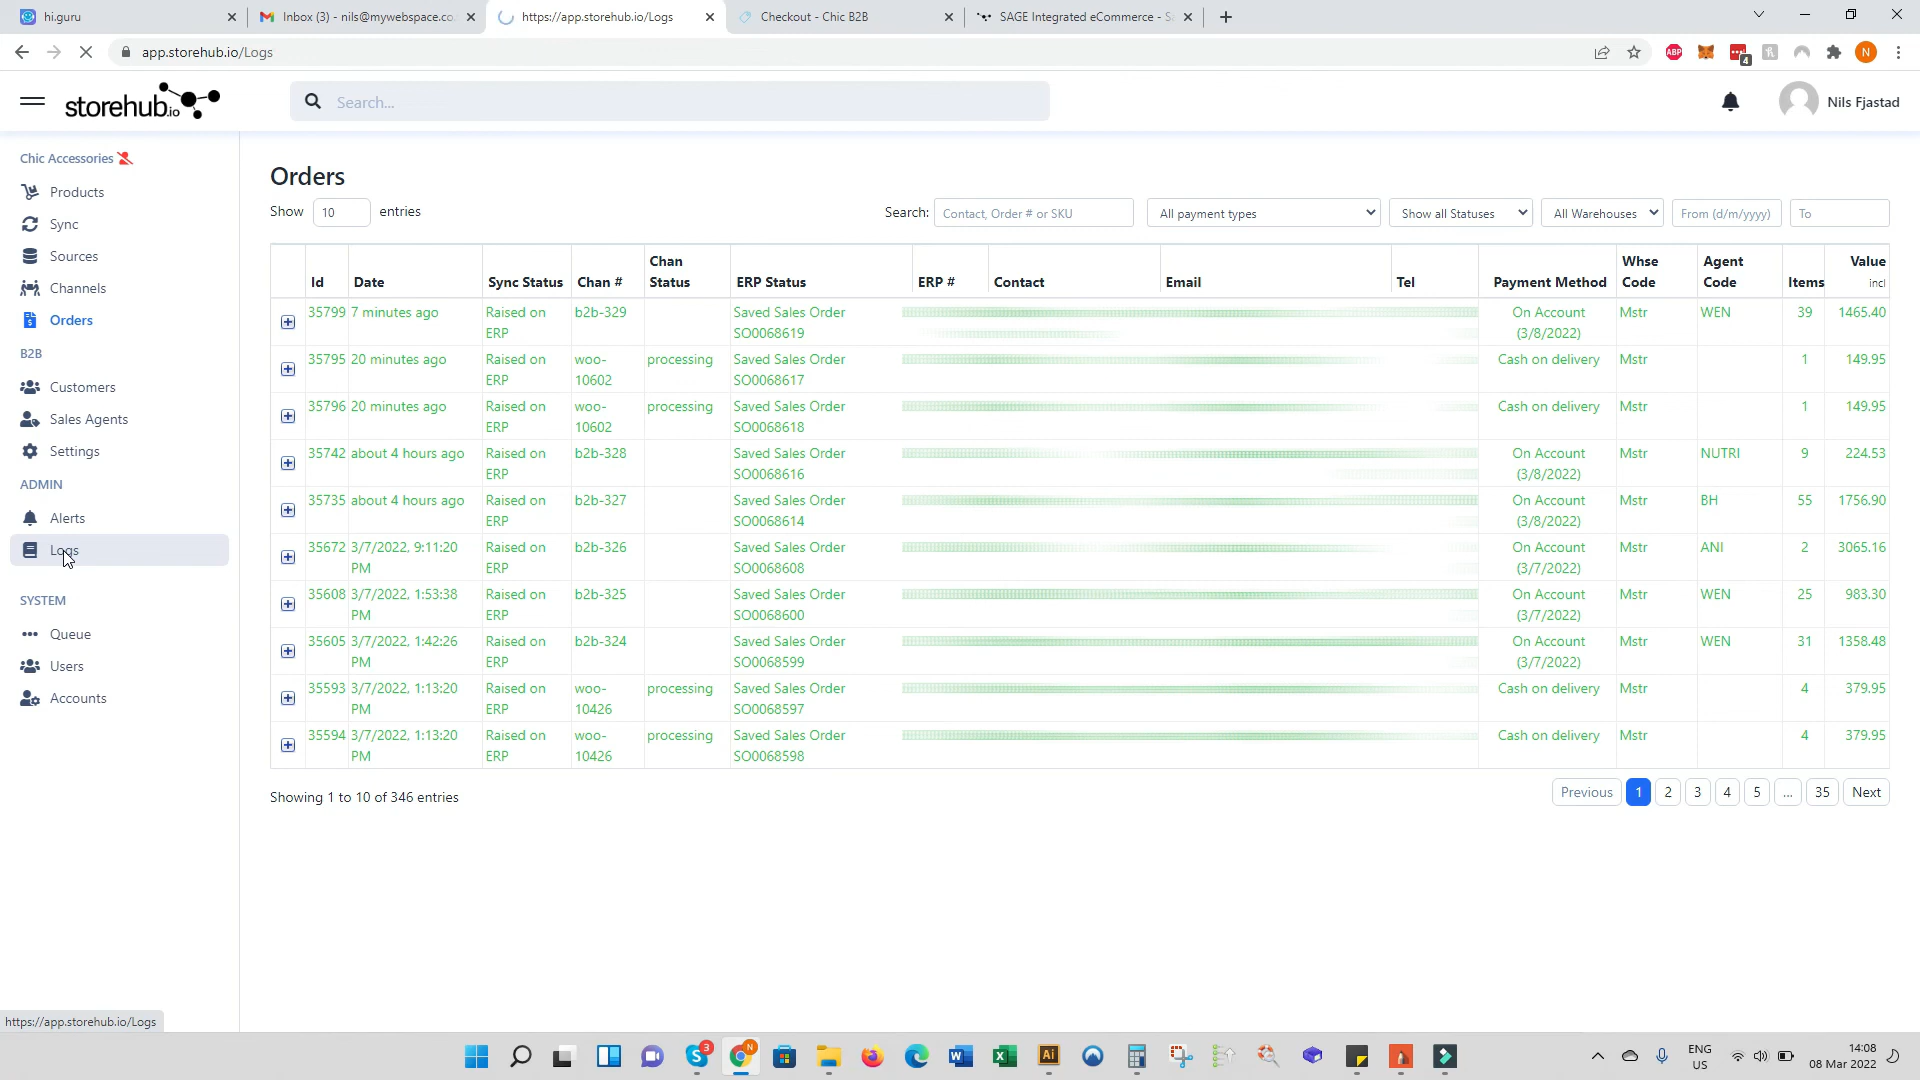 hi.guru
Inbox (3) - nils@mywebspace.co.
https://app.storehub.io/Logs
Checkout - Chic B2B
SAGE Integrated eCommerce - S
app.storehub.io/Logs
ABP
4
N
storehub.io
Search...
Nils Fjastad
Chic Accessories
Products
Sync
Sources
Channels
Orders
B2B
Customers
Sales Agents
Settings
ADMIN
Alerts
Logs
SYSTEM
Queue
Users
Accounts
Orders
Show 10 entries
Search: Contact, Order # or SKU All payment types Show all Statuses All Warehouses From (d/m/yyyy) To
Id Date Sync Status Chan # Chan Status ERP Status ERP # Contact Email Tel Payment Method Whse Code Agent Code Items Value incl
35799 7 minutes ago Raised on ERP b2b-329 Saved Sales Order SO0068619 On Account (3/8/2022) Mstr WEN 39 1465.40
35795 20 minutes ago Raised on ERP woo-10602 processing Saved Sales Order SO0068617 Cash on delivery Mstr 1 149.95
35796 20 minutes ago Raised on ERP woo-10602 processing Saved Sales Order SO0068618 Cash on delivery Mstr 1 149.95
35742 about 4 hours ago Raised on ERP b2b-328 Saved Sales Order SO0068616 On Account (3/8/2022) Mstr NUTRI 9 224.53
35735 about 4 hours ago Raised on ERP b2b-327 Saved Sales Order SO0068614 On Account (3/8/2022) Mstr BH 55 1756.90
35672 3/7/2022, 9:11:20 PM Raised on ERP b2b-326 Saved Sales Order SO0068608 On Account (3/7/2022) Mstr ANI 2 3065.16
35608 3/7/2022, 1:53:38 PM Raised on ERP b2b-325 Saved Sales Order SO0068600 On Account (3/7/2022) Mstr WEN 25 983.30
35605 3/7/2022, 1:42:26 PM Raised on ERP b2b-324 Saved Sales Order SO0068599 On Account (3/7/2022) Mstr WEN 31 1358.48
35593 3/7/2022, 1:13:20 PM Raised on ERP woo-10426 processing Saved Sales Order SO0068597 Cash on delivery Mstr 4 379.95
35594 3/7/2022, 1:13:20 PM Raised on ERP woo-10426 processing Saved Sales Order SO0068598 Cash on delivery Mstr 4 379.95
Showing 1 to 10 of 346 entries
Previous 1 2 3 4 5 ... 35 Next
https://app.storehub.io/Logs
3
N
Ai
ENG
US
14:08
08 Mar 2022